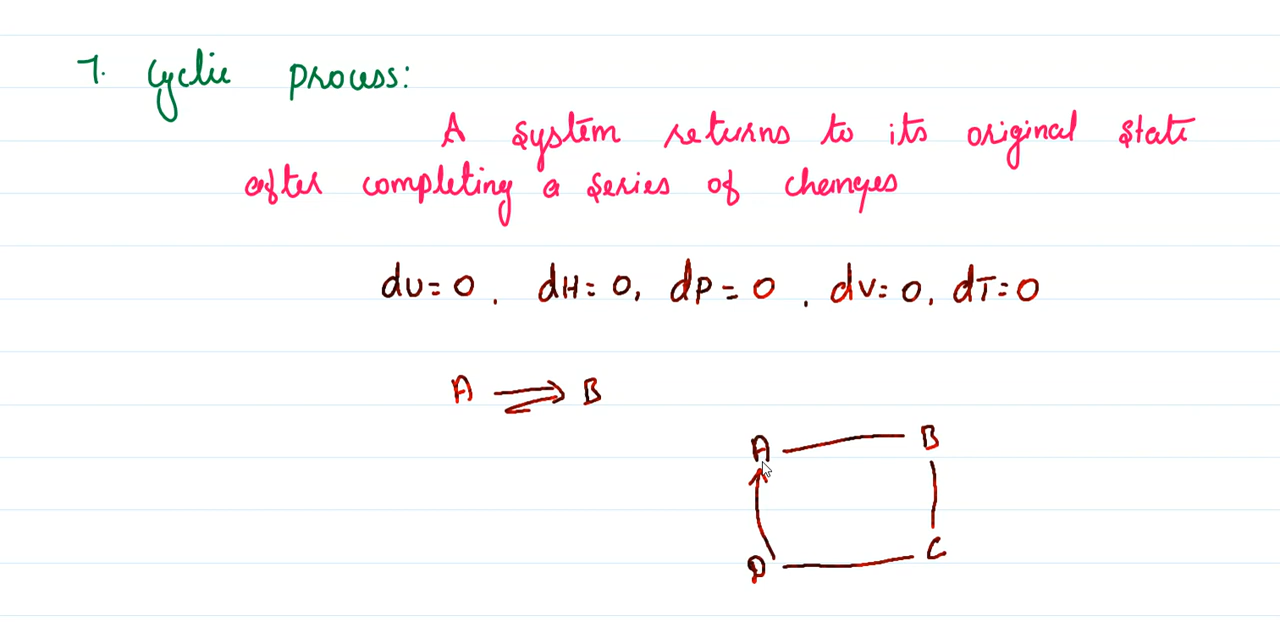 7. Cyclic process:
A system returns to its original state
after completing a series of changes
dU = 0, dH = 0, dP = 0, dV = 0, dT = 0
A ⇌ B
A B
D C